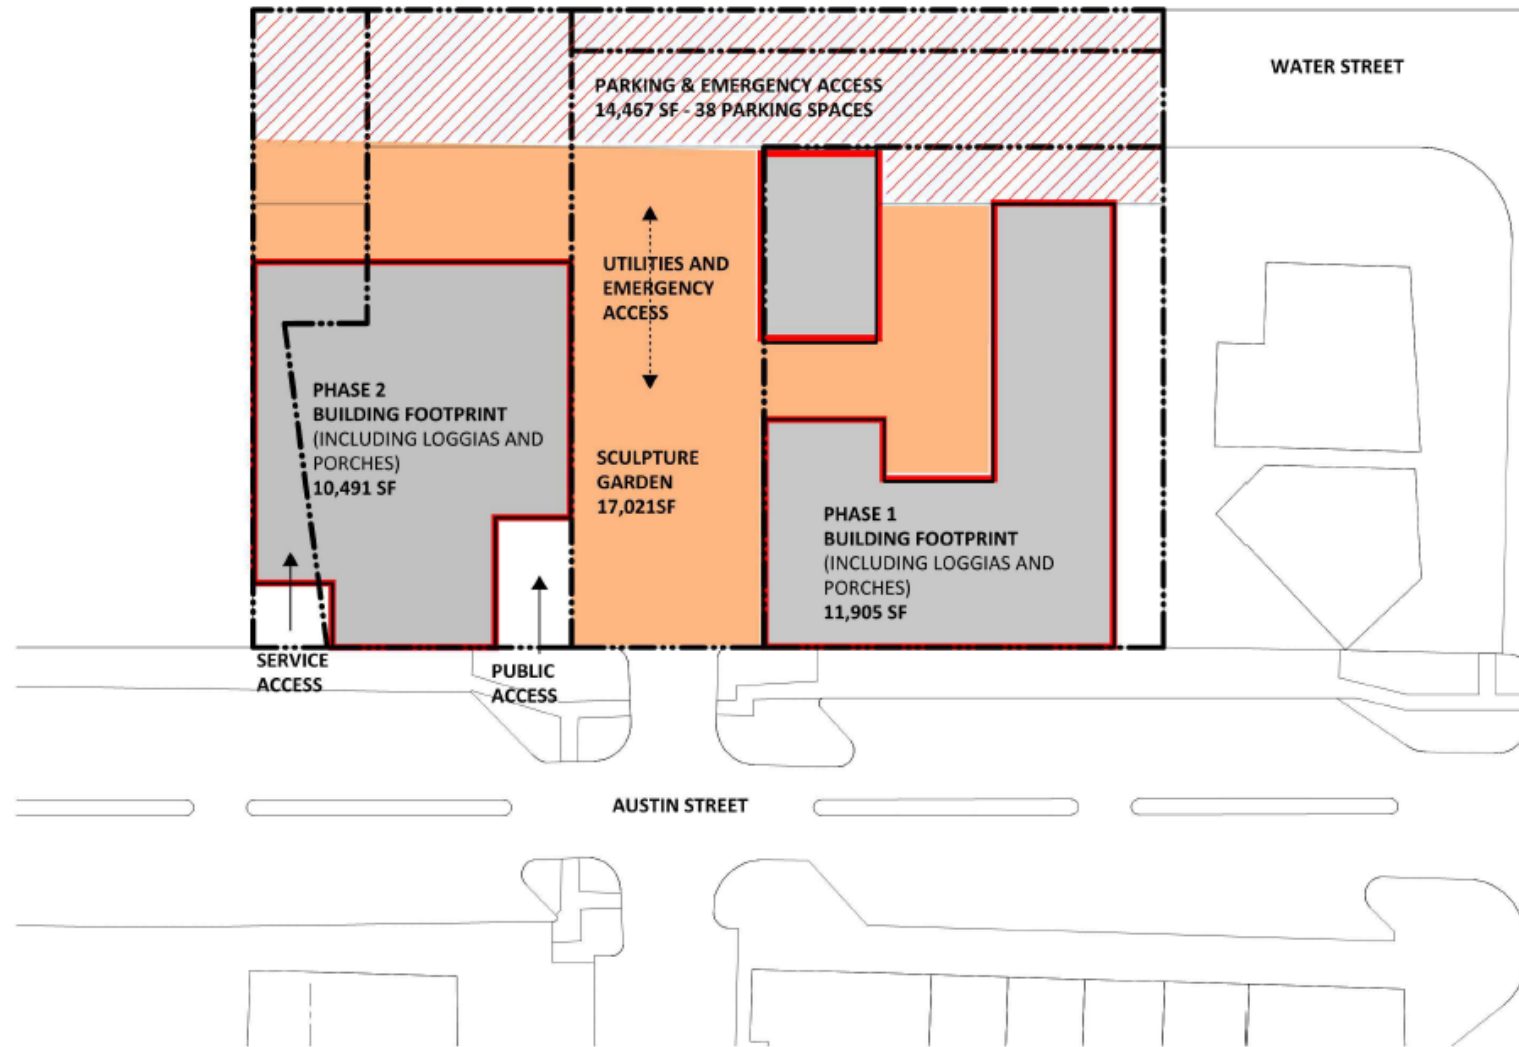 WATER STREET
PARKING & EMERGENCY ACCESS
14,467 SF - 38 PARKING SPACES
UTILITIES AND
EMERGENCY
ACCESS
PHASE 2
BUILDING FOOTPRINT
(INCLUDING LOGGIAS AND
PORCHES)
10,491 SF
SCULPTURE
GARDEN
17,021SF
PHASE 1
BUILDING FOOTPRINT
(INCLUDING LOGGIAS AND
PORCHES)
11,905 SF
SERVICE
ACCESS
PUBLIC
ACCESS
AUSTIN STREET